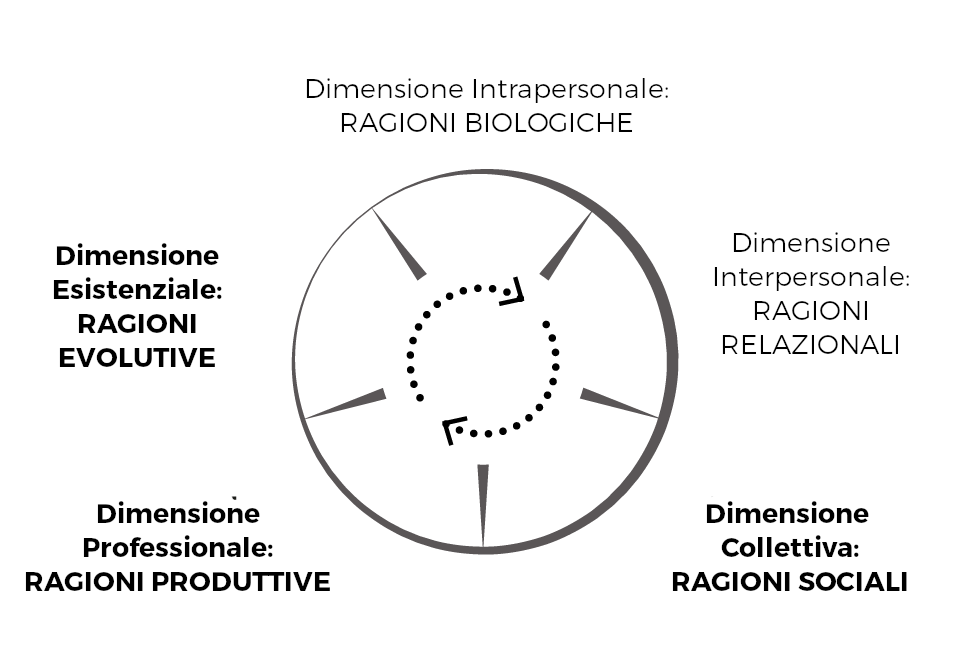 Dimensione Intrapersonale:
RAGIONI BIOLOGICHE
Dimensione
Interpersonale:
RAGIONI
RELAZIONALI
Dimensione
Collettiva:
RAGIONI SOCIALI
Dimensione
Professionale:
RAGIONI PRODUTTIVE
Dimensione
Esistenziale:
RAGIONI
EVOLUTIVE